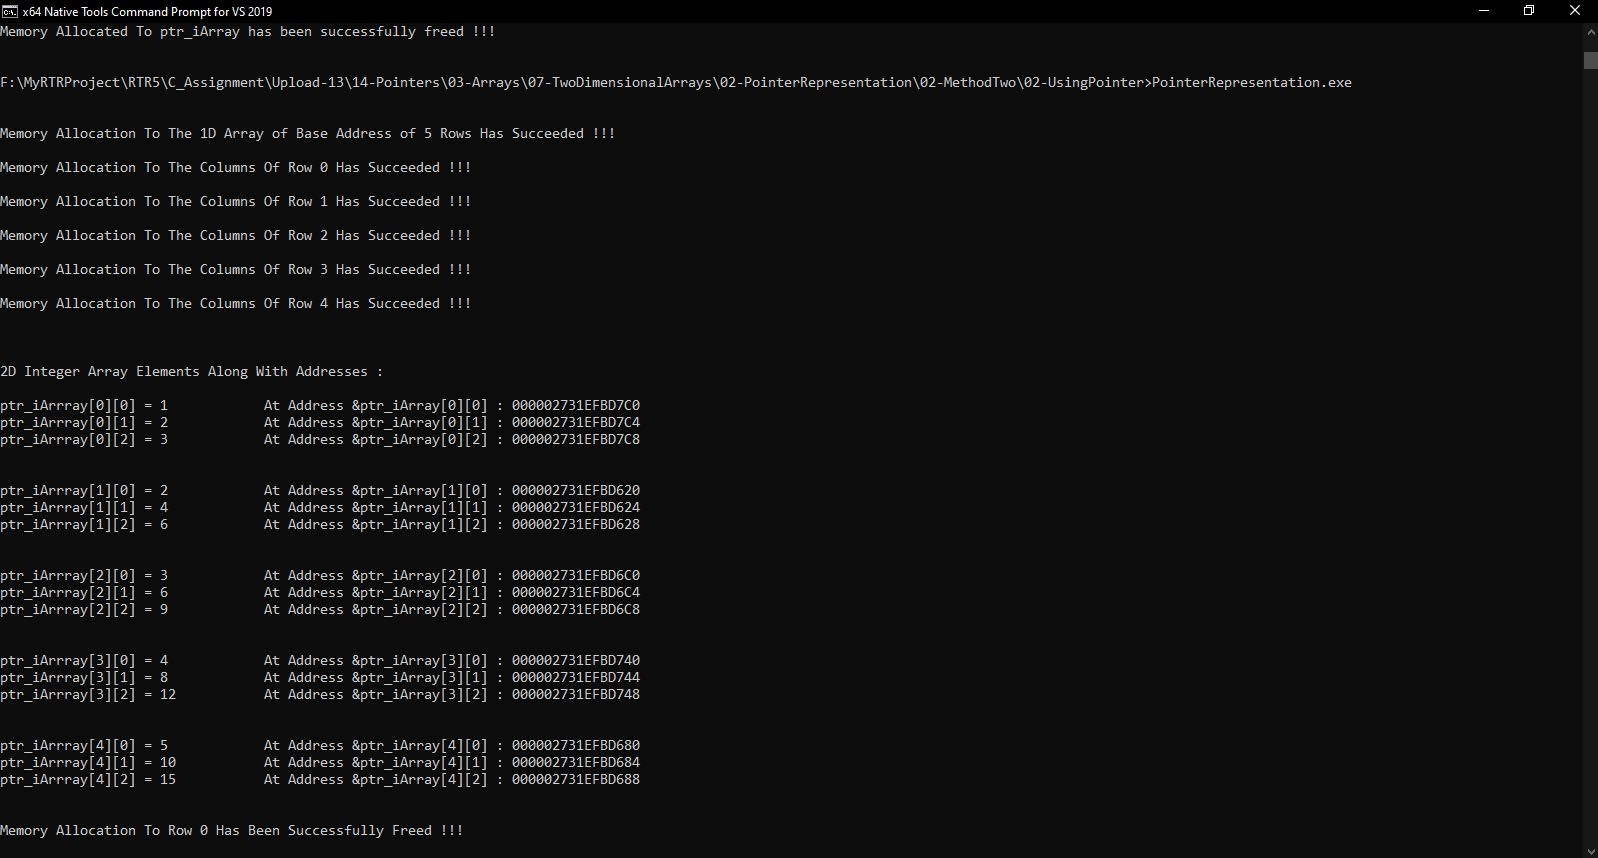 x64 Native Tools Command Prompt for VS 2019
Memory Allocated To ptr_iArray has been successfully freed !!!
F:\MyRTRProject\RTR5\C_Assignment\Upload-13\14-Pointers\03-Arrays\07-TwoDimensionalArrays\02-PointerRepresentation\02-MethodTwo\02-UsingPointer>PointerRepresentation.exe
Memory Allocation To The 1D Array of Base Address of 5 Rows Has Succeeded !!!
Memory Allocation To The Columns Of Row 0 Has Succeeded !!!
Memory Allocation To The Columns Of Row 1 Has Succeeded !!!
Memory Allocation To The Columns Of Row 2 Has Succeeded !!!
Memory Allocation To The Columns Of Row 3 Has Succeeded !!!
Memory Allocation To The Columns Of Row 4 Has Succeeded !!!
2D Integer Array Elements Along With Addresses :
ptr_iArrray[0][0] = 1 At Address &ptr_iArray[0][0] : 000002731EFBD7C0
ptr_iArrray[0][1] = 2 At Address &ptr_iArray[0][1] : 000002731EFBD7C4
ptr_iArrray[0][2] = 3 At Address &ptr_iArray[0][2] : 000002731EFBD7C8
ptr_iArrray[1][0] = 2 At Address &ptr_iArray[1][0] : 000002731EFBD620
ptr_iArrray[1][1] = 4 At Address &ptr_iArray[1][1] : 000002731EFBD624
ptr_iArrray[1][2] = 6 At Address &ptr_iArray[1][2] : 000002731EFBD628
ptr_iArrray[2][0] = 3 At Address &ptr_iArray[2][0] : 000002731EFBD6C0
ptr_iArrray[2][1] = 6 At Address &ptr_iArray[2][1] : 000002731EFBD6C4
ptr_iArrray[2][2] = 9 At Address &ptr_iArray[2][2] : 000002731EFBD6C8
ptr_iArrray[3][0] = 4 At Address &ptr_iArray[3][0] : 000002731EFBD740
ptr_iArrray[3][1] = 8 At Address &ptr_iArray[3][1] : 000002731EFBD744
ptr_iArrray[3][2] = 12 At Address &ptr_iArray[3][2] : 000002731EFBD748
ptr_iArrray[4][0] = 5 At Address &ptr_iArray[4][0] : 000002731EFBD680
ptr_iArrray[4][1] = 10 At Address &ptr_iArray[4][1] : 000002731EFBD684
ptr_iArrray[4][2] = 15 At Address &ptr_iArray[4][2] : 000002731EFBD688
Memory Allocation To Row 0 Has Been Successfully Freed !!!